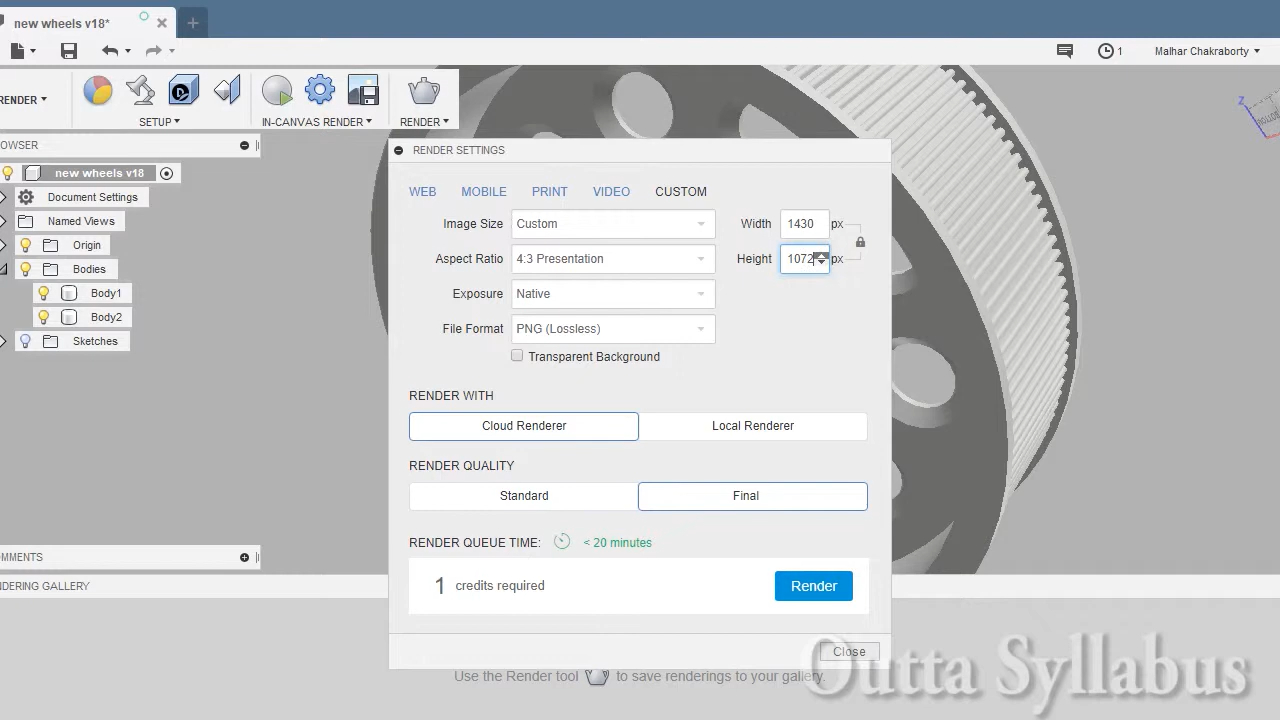 new wheels v18*
1
Malhar Chakraborty
RENDER
SETUP
IN-CANVAS RENDER
RENDER
OWSER
new wheels v18
Document Settings
Named Views
Origin
Bodies
Body1
Body2
Sketches
RENDER SETTINGS
WEB MOBILE PRINT VIDEO CUSTOM
Image Size Custom Width 1430 px
Aspect Ratio 4:3 Presentation Height 1072 px
Exposure Native
File Format PNG (Lossless)
Transparent Background
RENDER WITH
Cloud Renderer Local Renderer
RENDER QUALITY
Standard Final
RENDER QUEUE TIME: < 20 minutes
1 credits required Render
Close
OMMENTS
NDERING GALLERY
Use the Render tool to save renderings to your gallery.
Outta Syllabus
Z